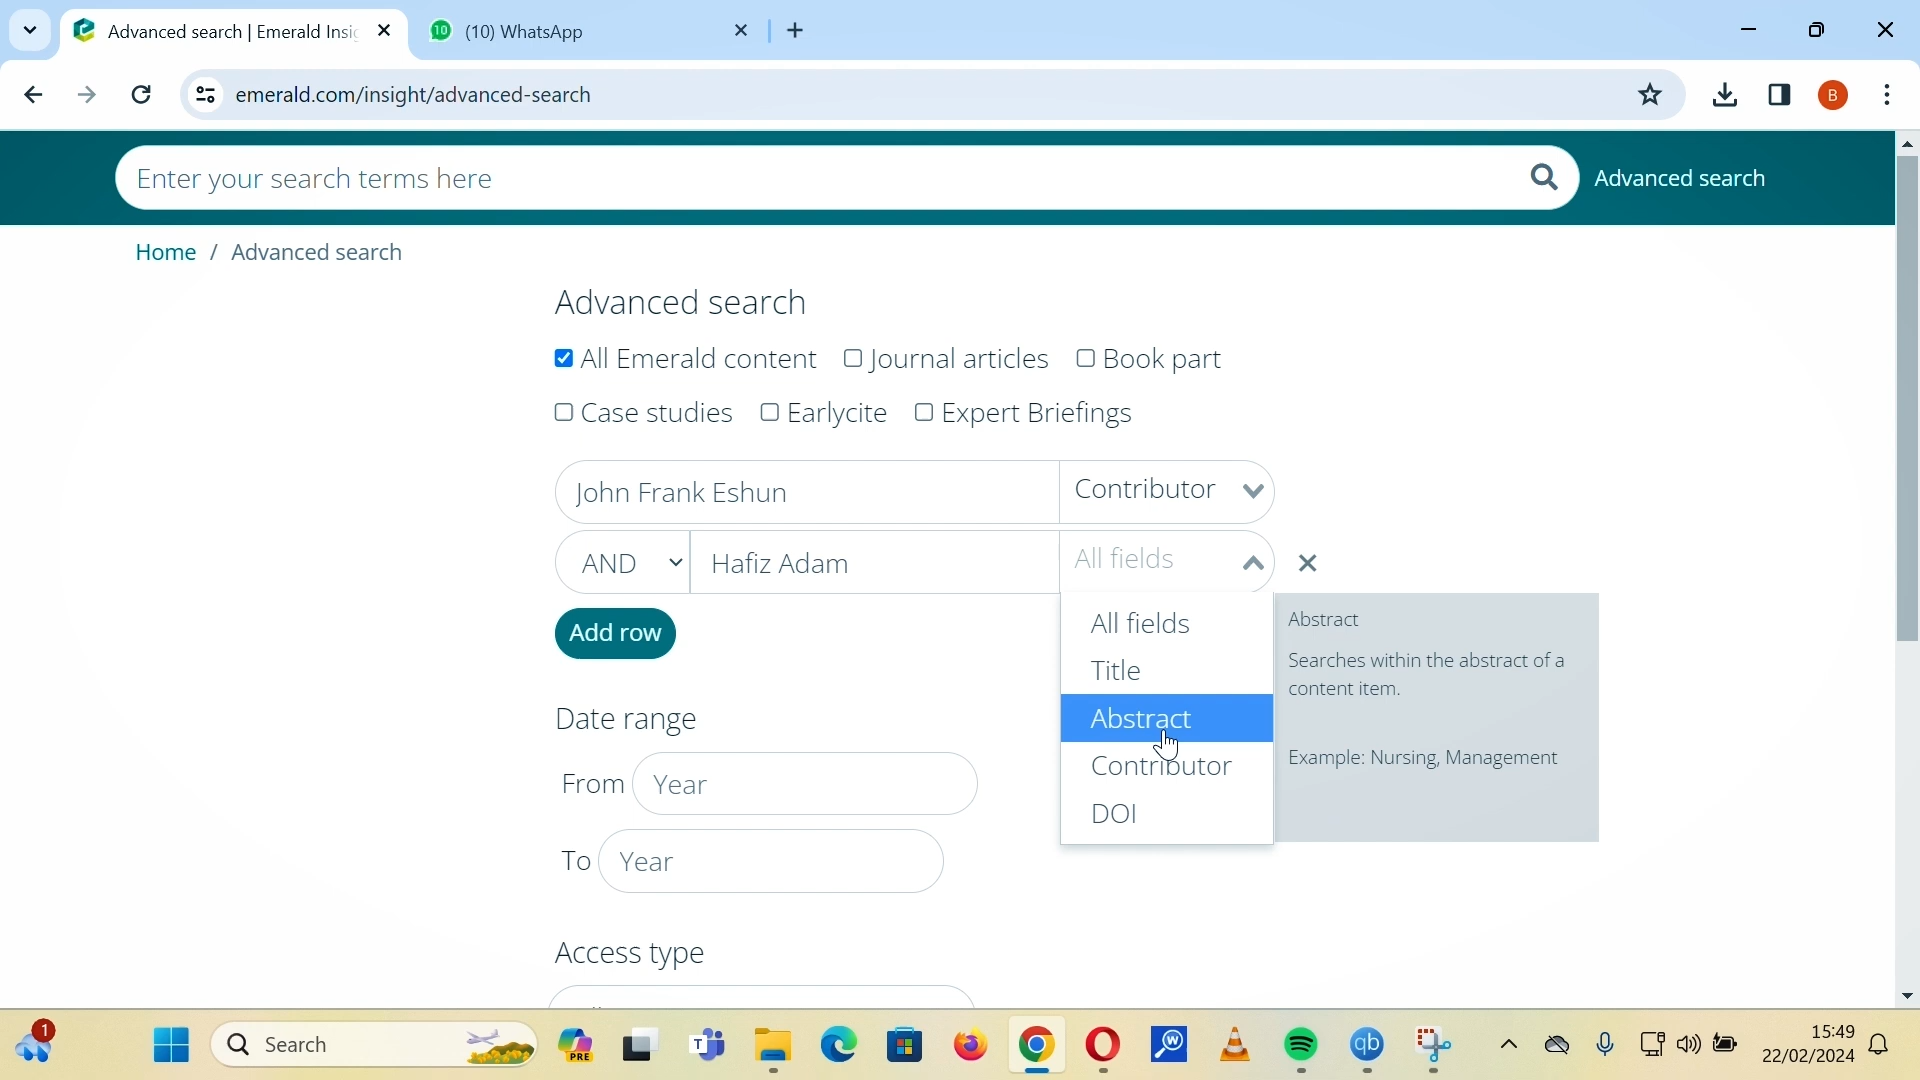 Advanced search | Emerald Insi
10
(10) WhatsApp
emerald.com/insight/advanced-search
B
Enter your search terms here
Advanced search
Home / Advanced search
Advanced search
All Emerald content
Journal articles
Book part
Case studies
Earlycite
Expert Briefings
John Frank Eshun
Contributor
AND
Hafiz Adam
All fields
Add row
All fields
Title
Abstract
Contributor
DOI
Abstract
Searches within the abstract of a
content item.
Example: Nursing, Management
Date range
From
Year
To
Year
Access type
1
Search
PRE
T
W
qb
15:49
22/02/2024